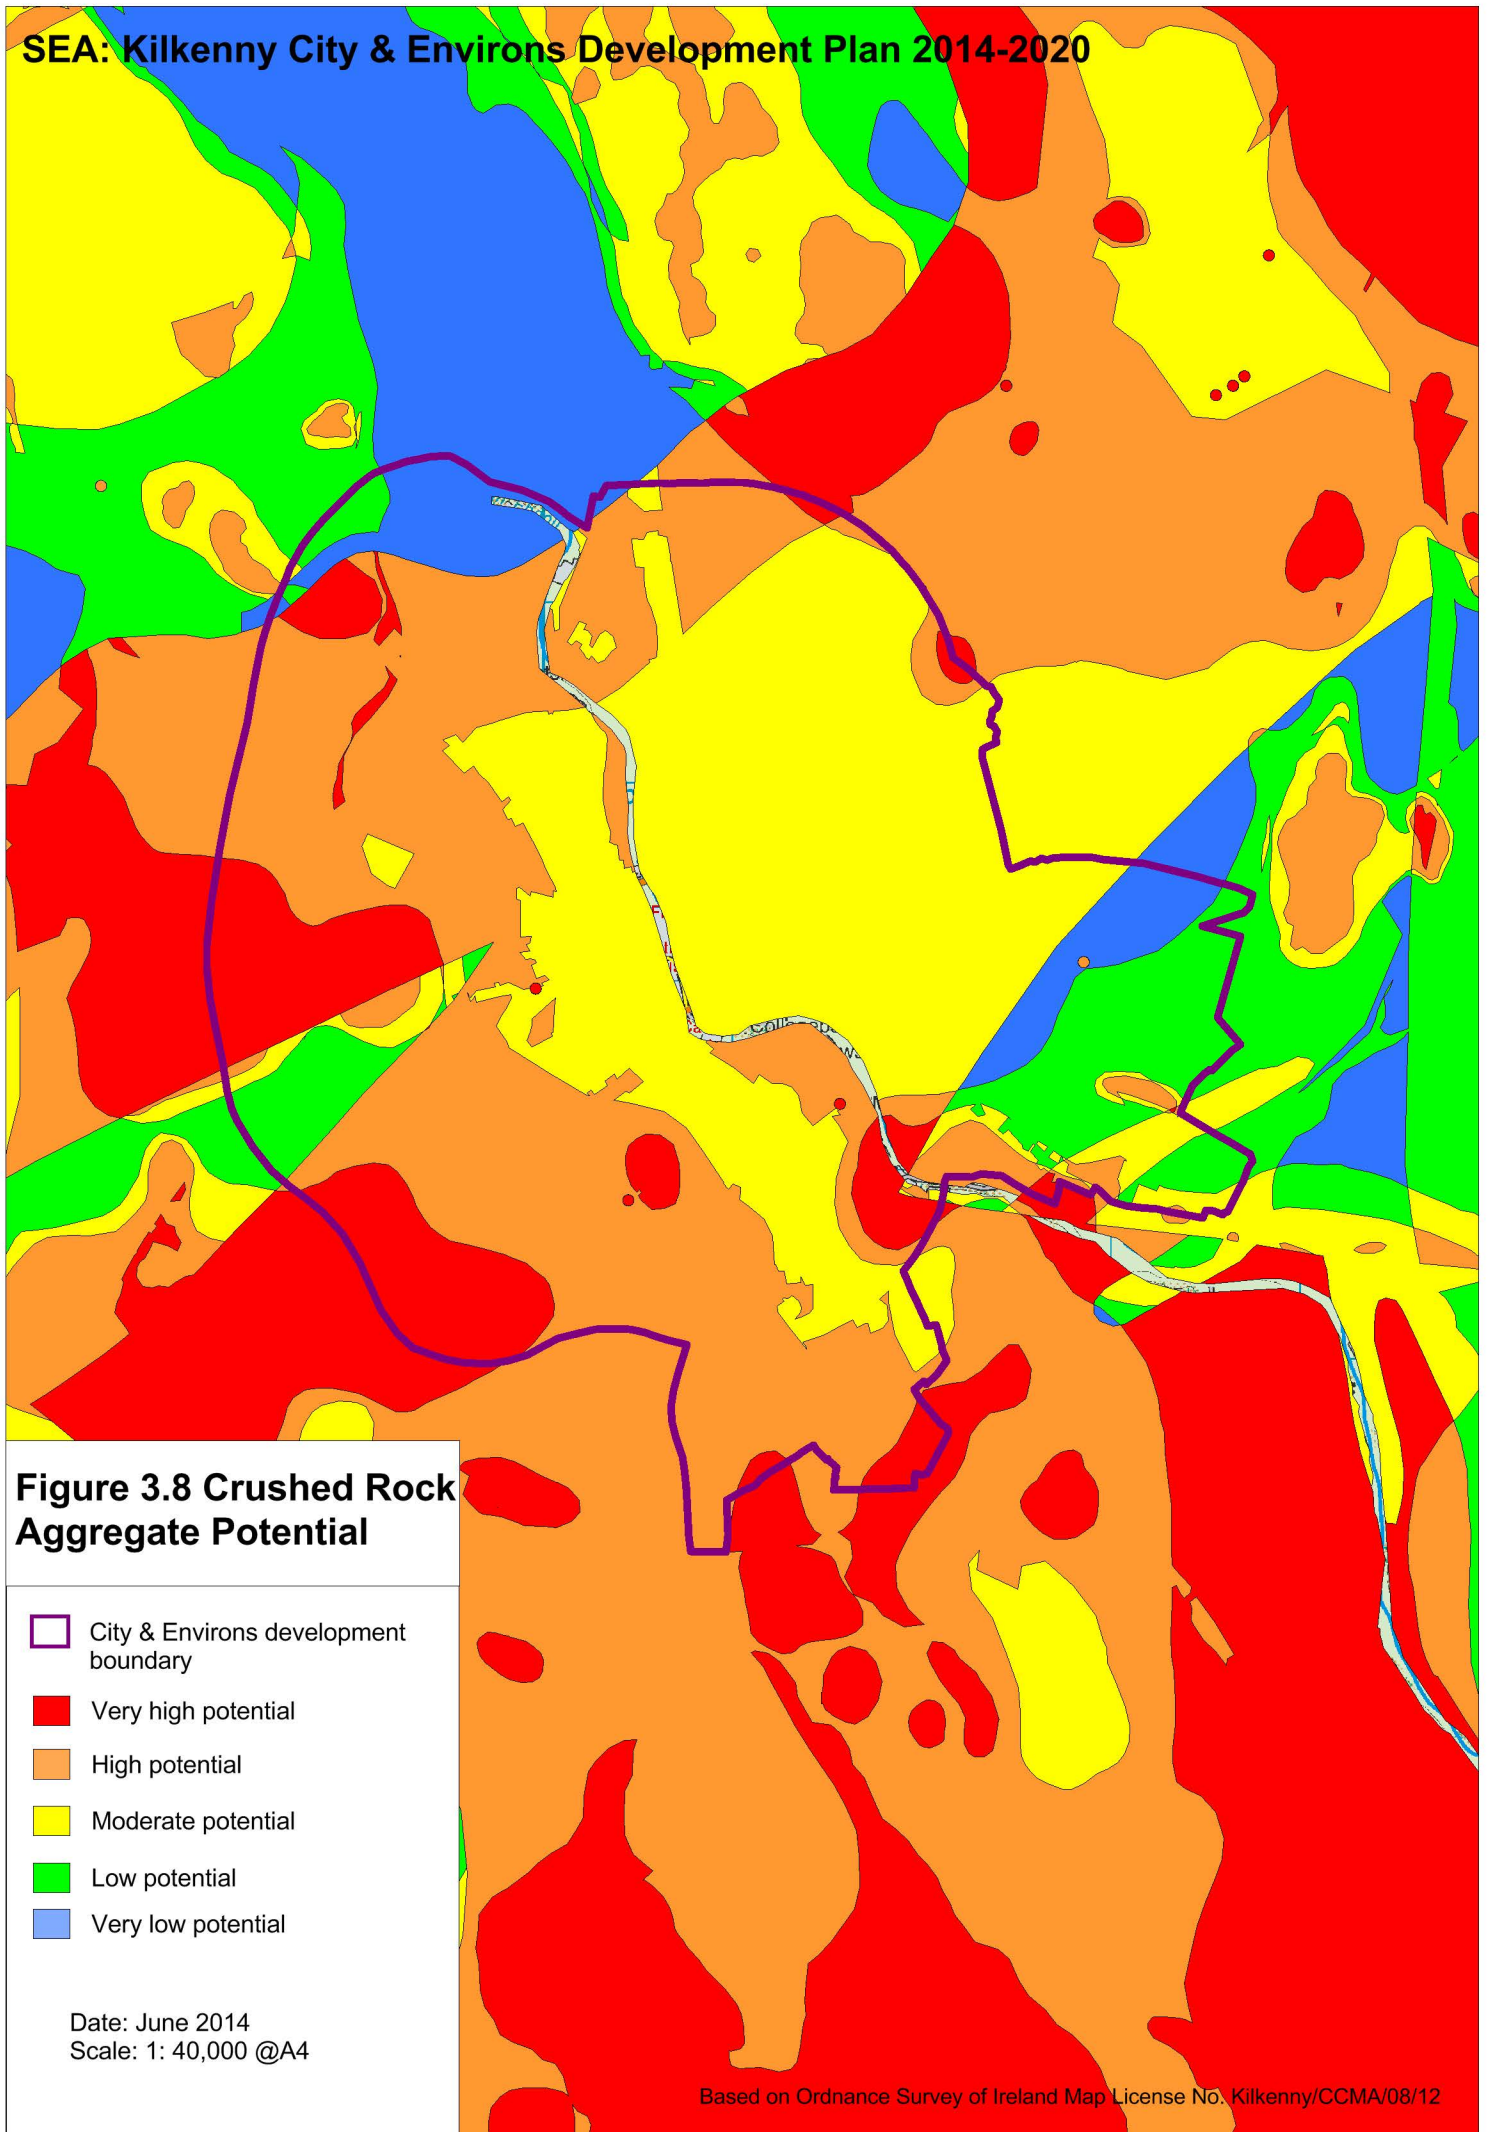 SEA: Kilkenny City & Environs Development Plan 2014-2020
Figure 3.8 Crushed Rock
Aggregate Potential
City & Environs development
boundary
Very high potential
High potential
Moderate potential
Low potential
Very low potential
Date: June 2014
Scale: 1: 40,000 @A4
Based on Ordnance Survey of Ireland Map License No. Kilkenny/CCMA/08/12